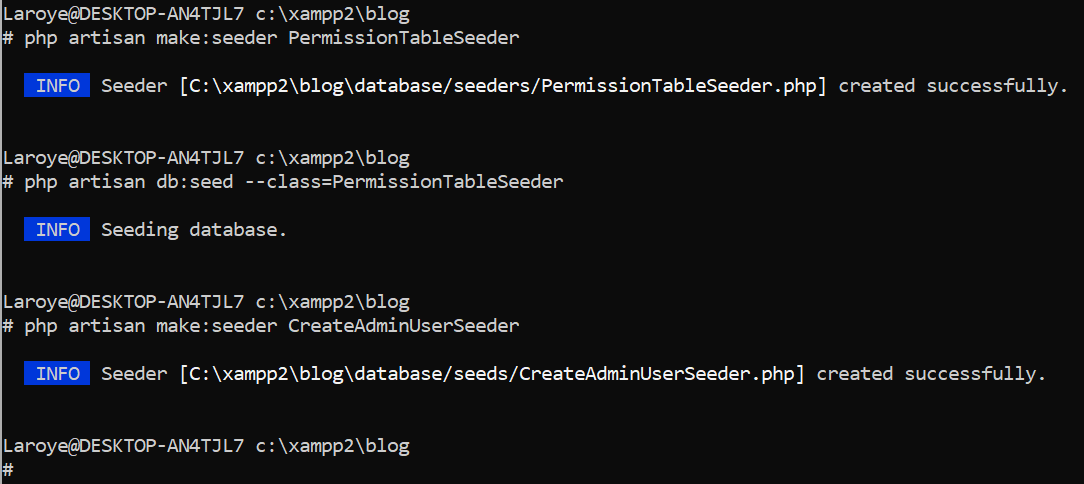 Laroye@DESKTOP-AN4TJL7 c:\xampp2\blog
# php artisan make:seeder PermissionTableSeeder
INFO Seeder [C:\xampp2\blog\database/seeders/PermissionTableSeeder.php] created successfully.
Laroye@DESKTOP-AN4TJL7 c:\xampp2\blog
# php artisan db:seed --class=PermissionTableSeeder
INFO Seeding database.
Laroye@DESKTOP-AN4TJL7 c:\xampp2\blog
# php artisan make:seeder CreateAdminUserSeeder
INFO Seeder [C:\xampp2\blog\database/seeds/CreateAdminUserSeeder.php] created successfully.
Laroye@DESKTOP-AN4TJL7 c:\xampp2\blog
#